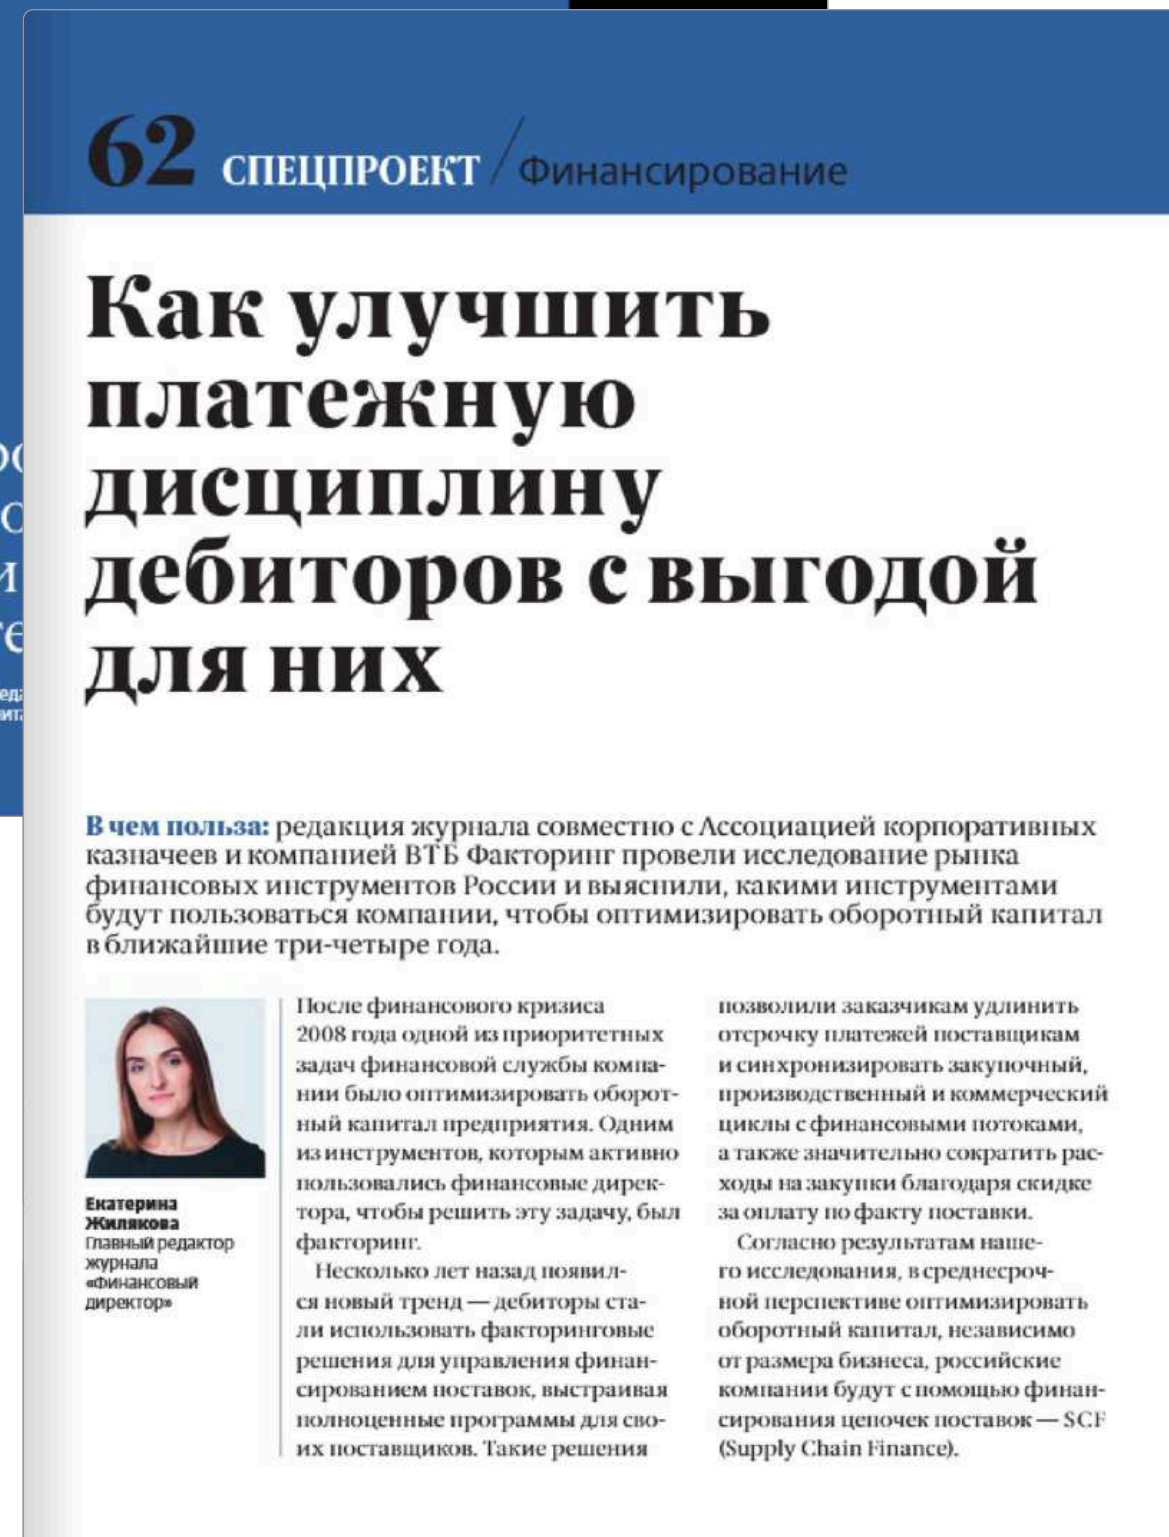 62 СПЕЦПРОЕКТ / Финансирование
Как улучшить
платежную
дисциплину
дебиторов с выгодой
для них
В чем польза: редакция журнала совместно с Ассоциацией корпоративных
казначеев и компанией ВТБ Факторинг провели исследование рынка
финансовых инструментов России и выяснили, какими инструментами
будут пользоваться компании, чтобы оптимизировать оборотный капитал
в ближайшие три-четыре года.
Екатерина
Жилякова
Главный редактор
журнала
«Финансовый
директор»
После финансового кризиса
2008 года одной из приоритетных
задач финансовой службы компа-
нии было оптимизировать оборот-
ный капитал предприятия. Одним
из инструментов, которым активно
пользовались финансовые дирек-
тора, чтобы решить эту задачу, был
факторинг.
Несколько лет назад появил-
ся новый тренд — дебиторы ста-
ли использовать факторинговые
решения для управления финан-
сированием поставок, выстраивая
полноценные программы для сво-
их поставщиков. Такие решения
позволили заказчикам удлинить
отсрочку платежей поставщикам
и синхронизировать закупочный,
производственный и коммерческий
циклы с финансовыми потоками,
а также значительно сократить рас-
ходы на закупки благодаря скидке
за оплату по факту поставки.
Согласно результатам наше-
го исследования, в среднесроч-
ной перспективе оптимизировать
оборотный капитал, независимо
от размера бизнеса, российские
компании будут с помощью финан-
сирования цепочек поставок — SCF
(Supply Chain Finance).